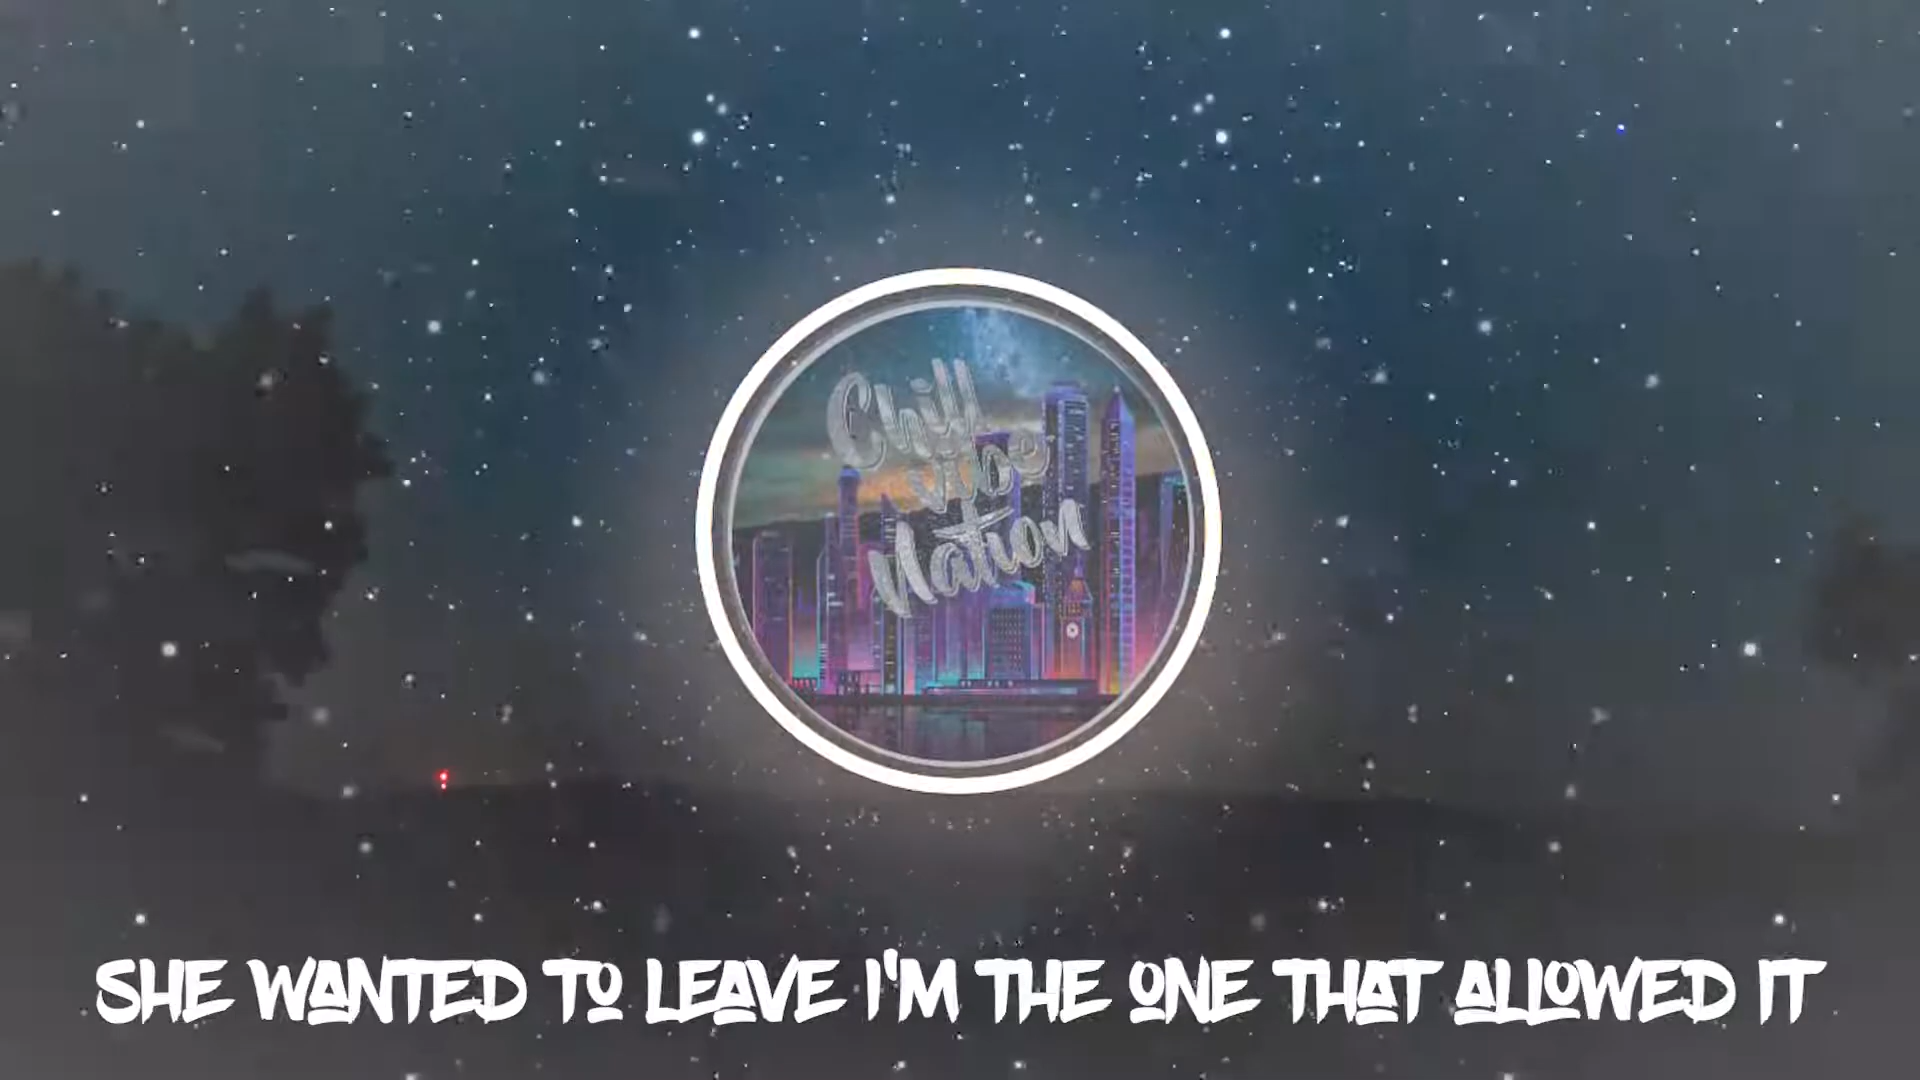 Chill
vibe
Nation
SHE WANTED TO LEAVE I'M THE ONE THAT ALLOWED IT